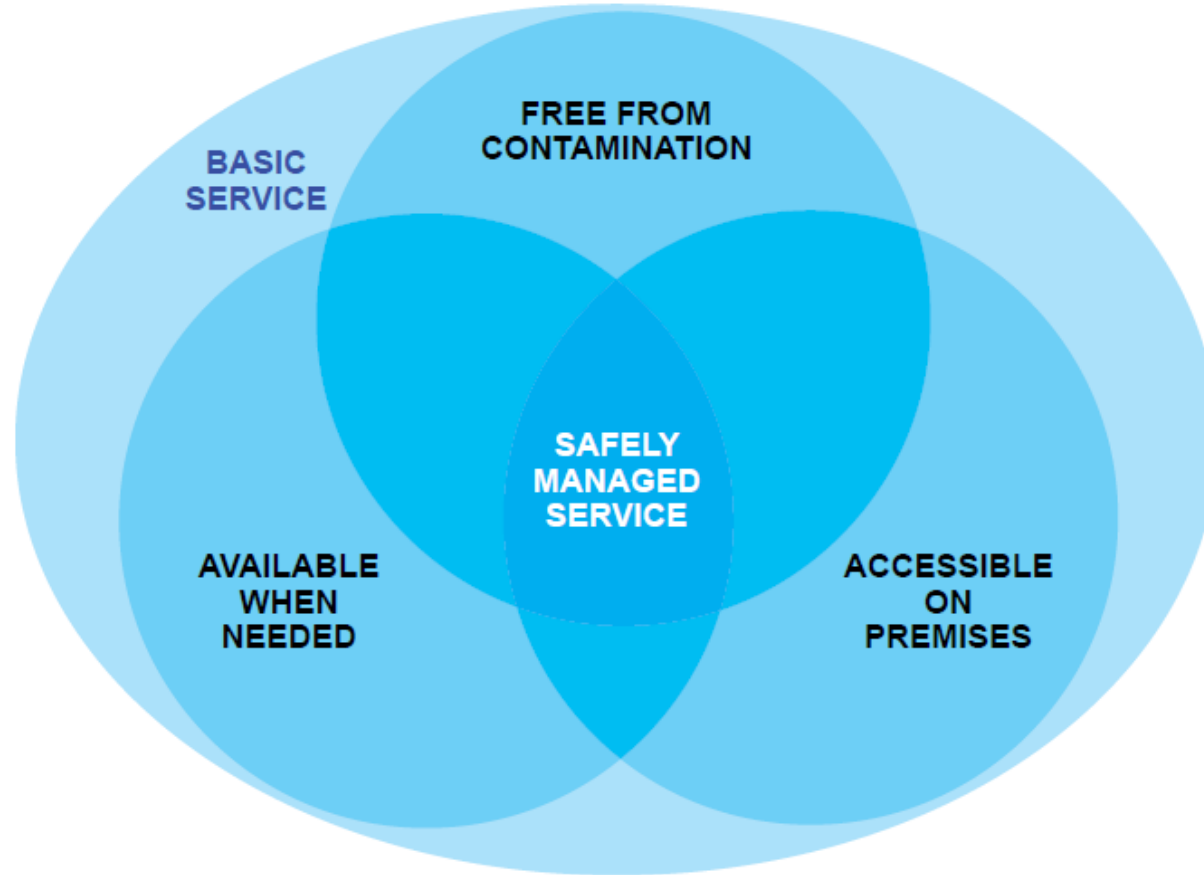 FREE FROM
CONTAMINATION
BASIC
SERVICE
SAFELY
MANAGED
SERVICE
AVAILABLE
WHEN
NEEDED
ACCESSIBLE
ON
PREMISES